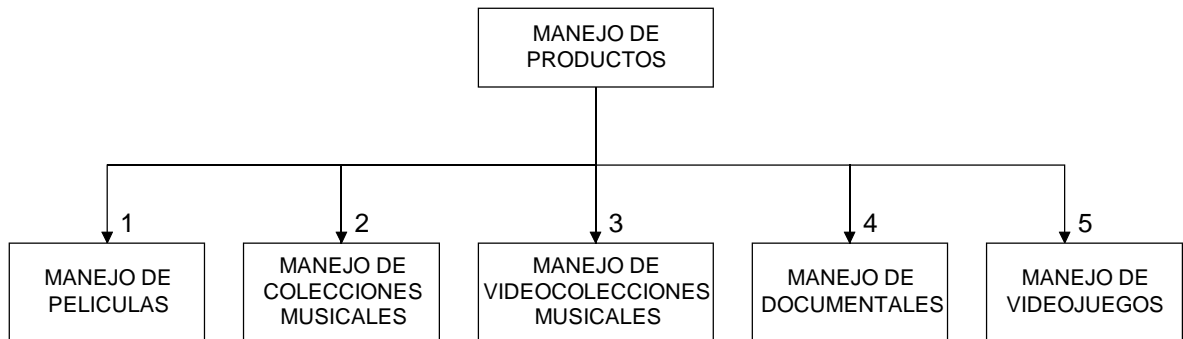 MANEJO DE
PRODUCTOS
1
2
3
4
5
MANEJO DE
PELICULAS
MANEJO DE
COLECCIONES
MUSICALES
MANEJO DE
VIDEOCOLECCIONES
MUSICALES
MANEJO DE
DOCUMENTALES
MANEJO DE
VIDEOJUEGOS